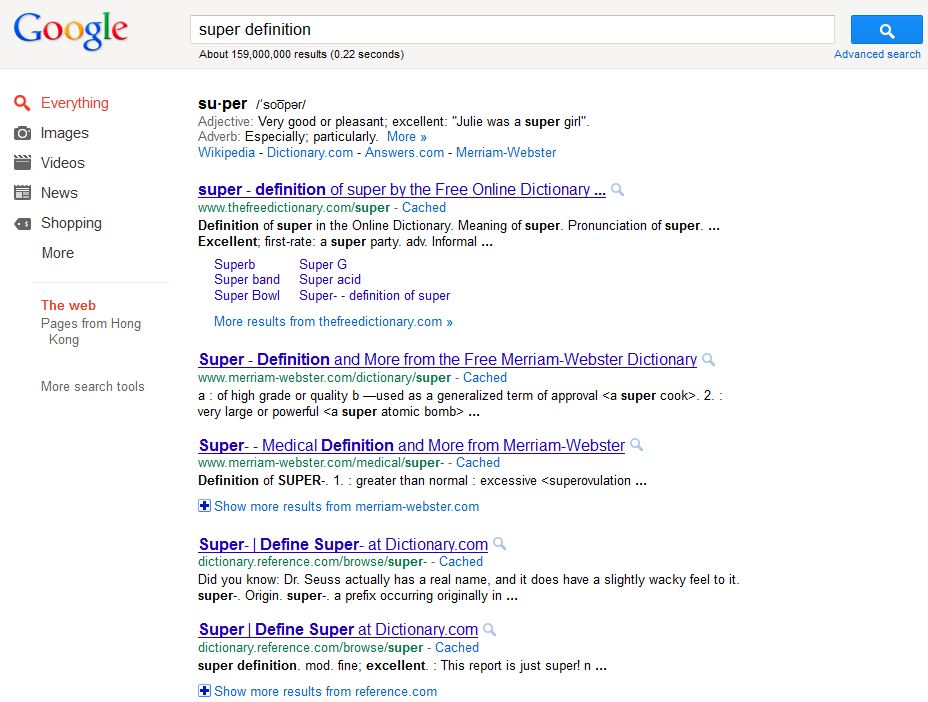 Google
super definition
About 159,000,000 results (0.22 seconds)
Advanced search
Everything
Images
Videos
News
Shopping
More
The web
Pages from Hong
Kong
More search tools
su·per /ˈso͞opər/
Adjective: Very good or pleasant; excellent: "Julie was a super girl".
Adverb: Especially; particularly. More »
Wikipedia - Dictionary.com - Answers.com - Merriam-Webster
super - definition of super by the Free Online Dictionary ...
www.thefreedictionary.com/super - Cached
Definition of super in the Online Dictionary. Meaning of super. Pronunciation of super. ...
Excellent; first-rate: a super party. adv. Informal ...
Superb Super G
Super band Super acid
Super Bowl Super- - definition of super
More results from thefreedictionary.com »
Super - Definition and More from the Free Merriam-Webster Dictionary
www.merriam-webster.com/dictionary/super - Cached
a : of high grade or quality b —used as a generalized term of approval <a super cook>. 2. :
very large or powerful <a super atomic bomb> ...
Super- - Medical Definition and More from Merriam-Webster
www.merriam-webster.com/medical/super- - Cached
Definition of SUPER-. 1. : greater than normal : excessive <superovulation ...
Show more results from merriam-webster.com
Super- | Define Super- at Dictionary.com
dictionary.reference.com/browse/super- - Cached
Did you know: Dr. Seuss actually has a real name, and it does have a slightly wacky feel to it.
super-. Origin. super-. a prefix occurring originally in ...
Super | Define Super at Dictionary.com
dictionary.reference.com/browse/super - Cached
super definition. mod. fine; excellent. : This report is just super! n ...
Show more results from reference.com